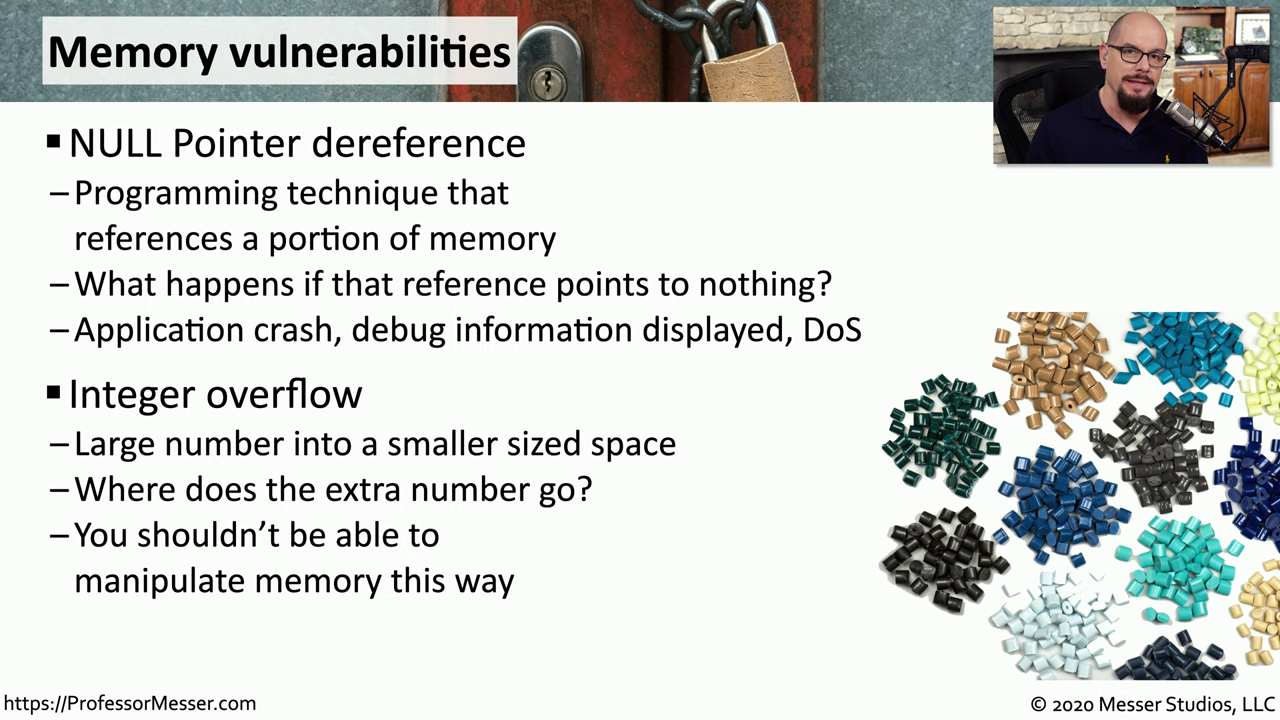 Memory vulnerabilities
▪ NULL Pointer dereference
– Programming technique that
references a portion of memory
– What happens if that reference points to nothing?
– Application crash, debug information displayed, DoS
▪ Integer overflow
– Large number into a smaller sized space
– Where does the extra number go?
– You shouldn’t be able to
manipulate memory this way
https://ProfessorMesser.com
© 2020 Messer Studios, LLC